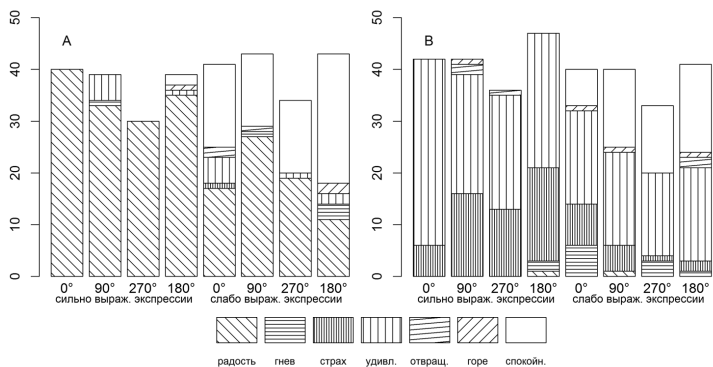 A
B
50
40
30
20
10
0
50
40
30
20
10
0
0° 90° 270° 180° 0° 90° 270° 180°
сильно выраж. экспрессии слабо выраж. экспрессии
0° 90° 270° 180° 0° 90° 270° 180°
сильно выраж. экспрессии слабо выраж. экспрессии
радость гнев страх удивл. отвращ. горе спокойн.